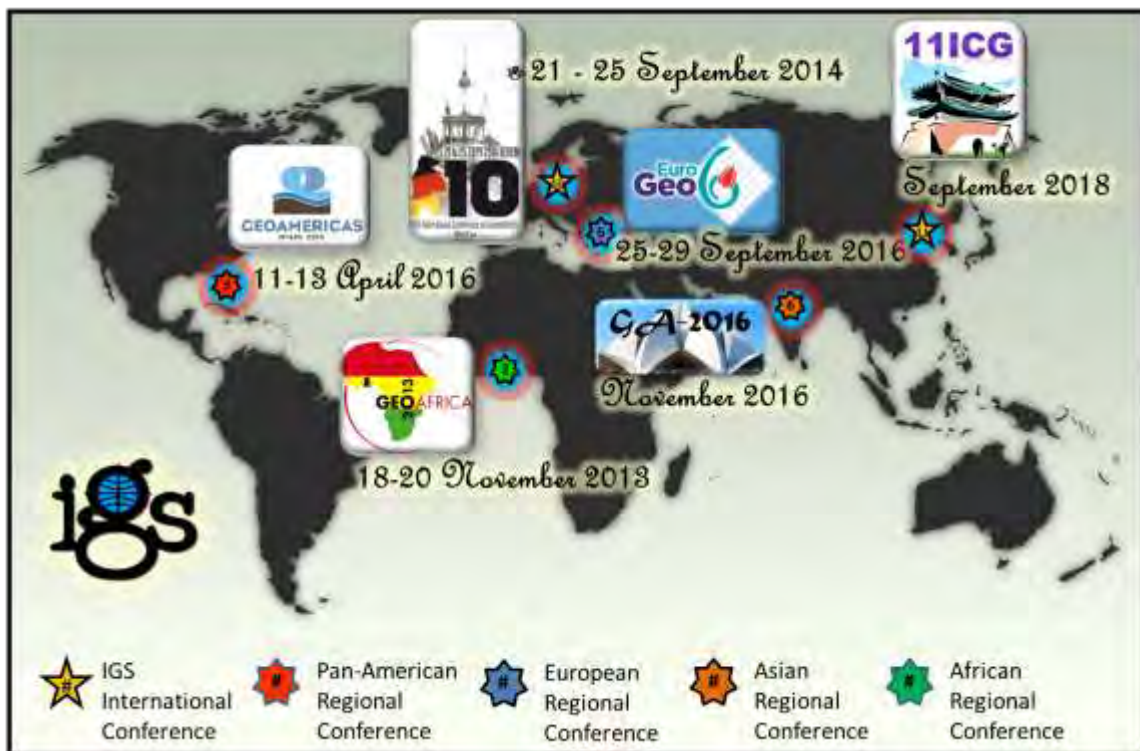 11ICG
21 - 25 September 2014
September 2018
10
Euro
Geo
6
25-29 September 2016
GEOAMERICAS
11-13 April 2016
GA-2016
November 2016
GEOAFRICA
2013
18-20 November 2013
igs
#
IGS
International
Conference
#
Pan-American
Regional
Conference
#
European
Regional
Conference
#
Asian
Regional
Conference
#
African
Regional
Conference